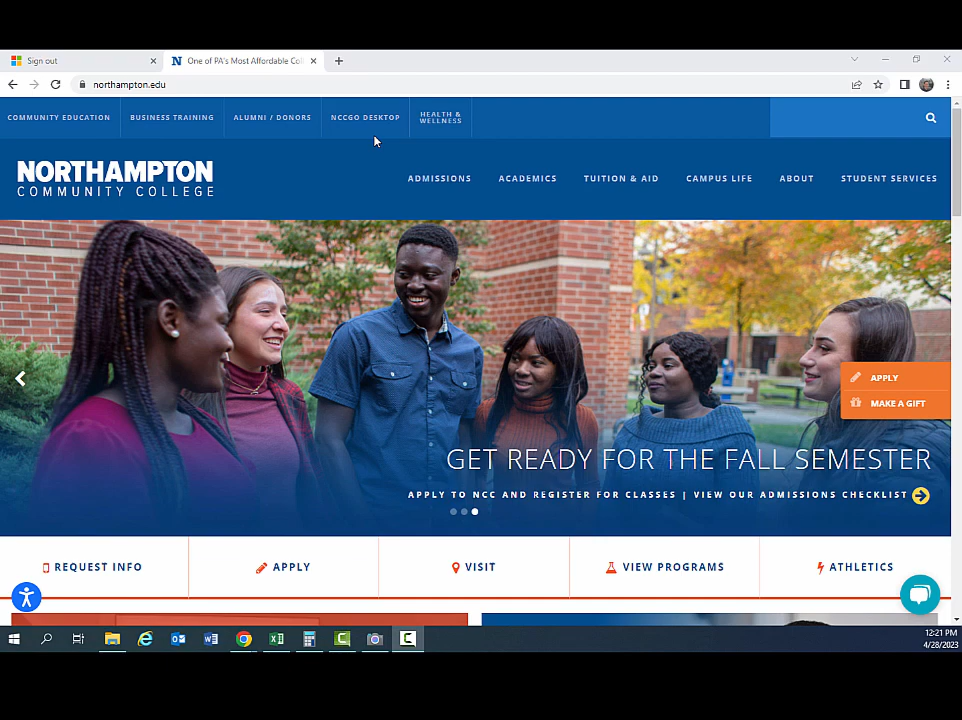 Sign out
One of PA's Most Affordable Col
northampton.edu
COMMUNITY EDUCATION
BUSINESS TRAINING
ALUMNI / DONORS
NCCGO DESKTOP
HEALTH &
WELLNESS
NORTHAMPTON
COMMUNITY COLLEGE
ADMISSIONS
ACADEMICS
TUITION & AID
CAMPUS LIFE
ABOUT
STUDENT SERVICES
APPLY
MAKE A GIFT
GET READY FOR THE FALL SEMESTER
APPLY TO NCC AND REGISTER FOR CLASSES | VIEW OUR ADMISSIONS CHECKLIST
REQUEST INFO
APPLY
VISIT
VIEW PROGRAMS
ATHLETICS
12:21 PM
4/28/2023